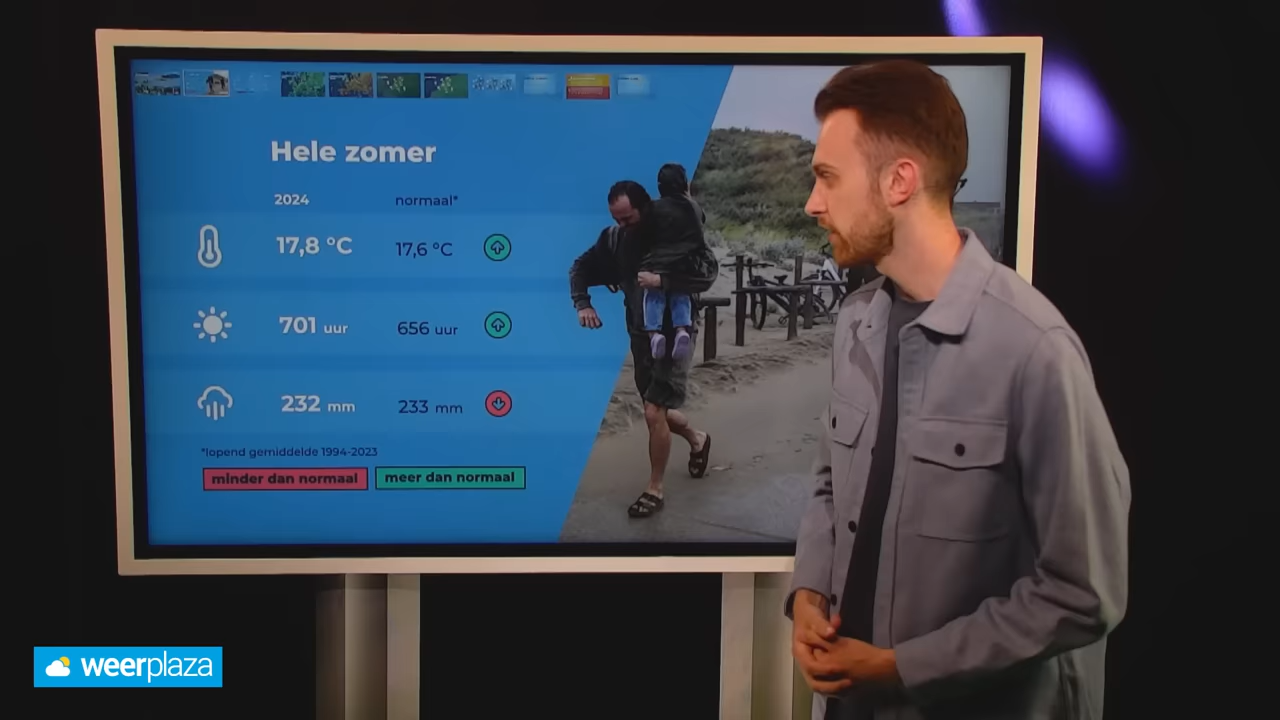 Hele zomer
2024 normaal*
17,8 °C 17,6 °C
701 uur 656 uur
232 mm 233 mm
*lopend gemiddelde 1994-2023
minder dan normaal meer dan normaal
weerplaza